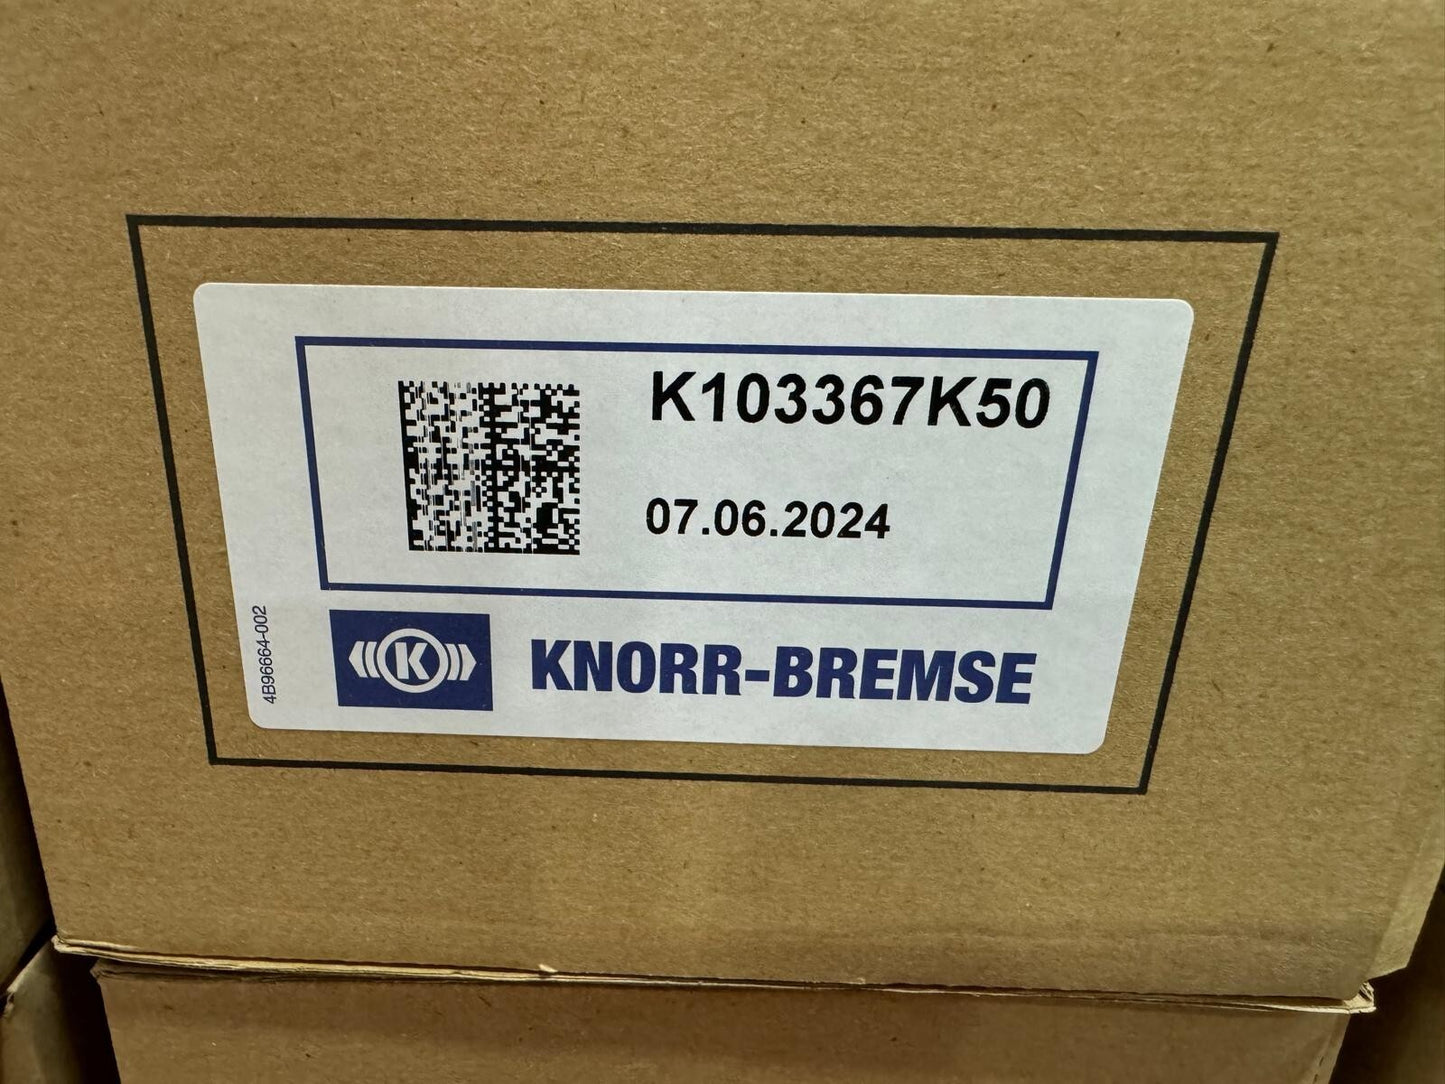 K103367K50
07.06.2024
4B96664-002
K
KNORR-BREMSE